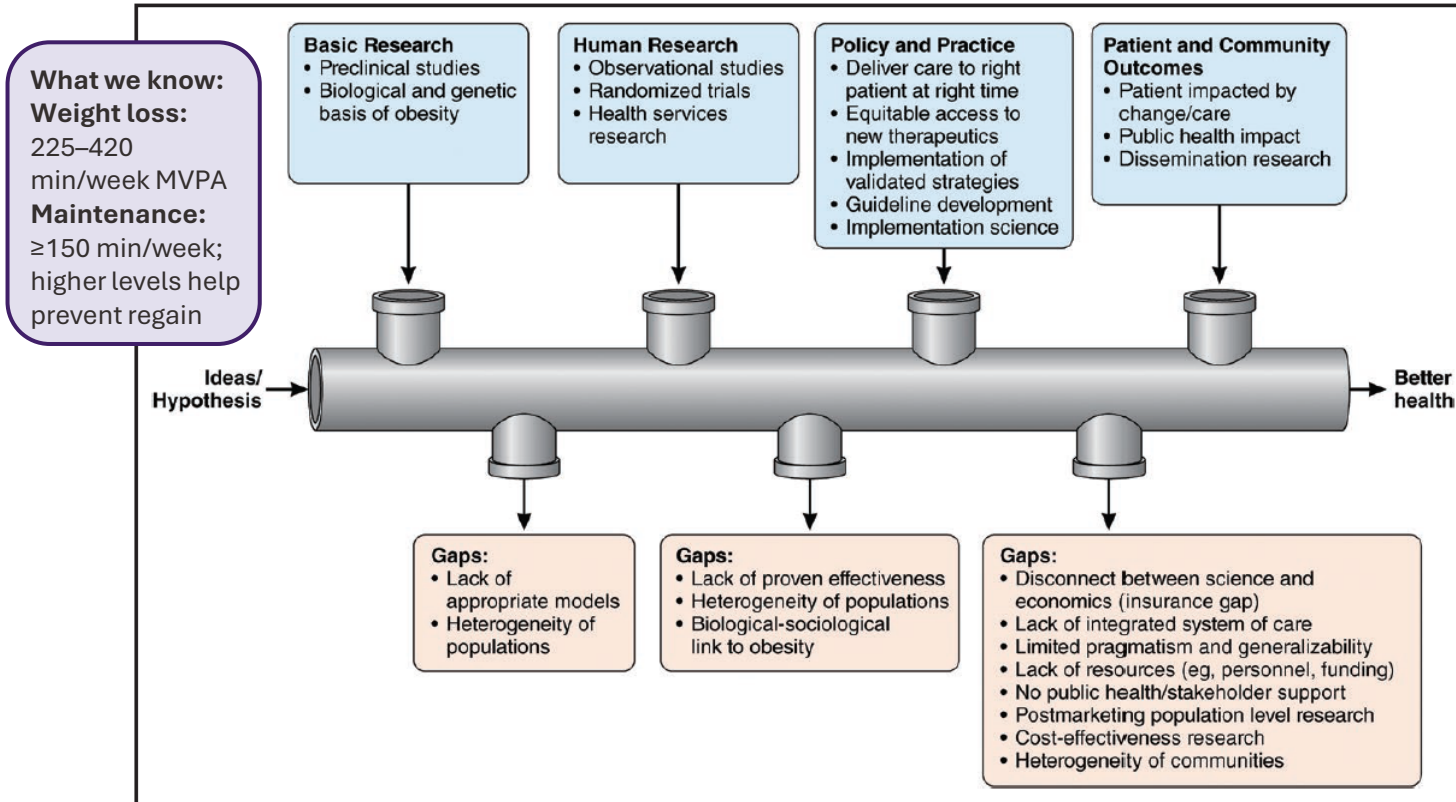 What we know:
Weight loss:
225–420
min/week MVPA
Maintenance:
≥150 min/week;
higher levels help
prevent regain
Basic Research
• Preclinical studies
• Biological and genetic
basis of obesity
Human Research
• Observational studies
• Randomized trials
• Health services
research
Policy and Practice
• Deliver care to right
patient at right time
• Equitable access to
new therapeutics
• Implementation of
validated strategies
• Guideline development
• Implementation science
Patient and Community
Outcomes
• Patient impacted by
change/care
• Public health impact
• Dissemination research
Ideas/
Hypothesis
Better
health
Gaps:
• Lack of
appropriate models
• Heterogeneity of
populations
Gaps:
• Lack of proven effectiveness
• Heterogeneity of populations
• Biological-sociological
link to obesity
Gaps:
• Disconnect between science and
economics (insurance gap)
• Lack of integrated system of care
• Limited pragmatism and generalizability
• Lack of resources (eg, personnel, funding)
• No public health/stakeholder support
• Postmarketing population level research
• Cost-effectiveness research
• Heterogeneity of communities